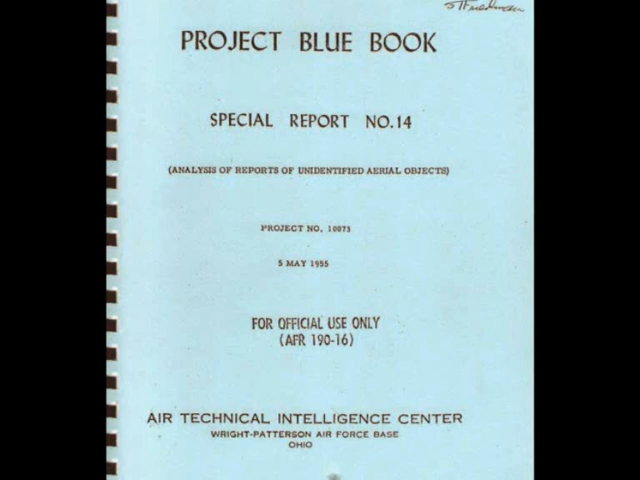 S T Friedman
PROJECT BLUE BOOK
SPECIAL REPORT NO.14
(ANALYSIS OF REPORTS OF UNIDENTIFIED AERIAL OBJECTS)
PROJECT NO. 10073
5 MAY 1955
FOR OFFICIAL USE ONLY
(AFR 190-16)
AIR TECHNICAL INTELLIGENCE CENTER
WRIGHT-PATTERSON AIR FORCE BASE
OHIO